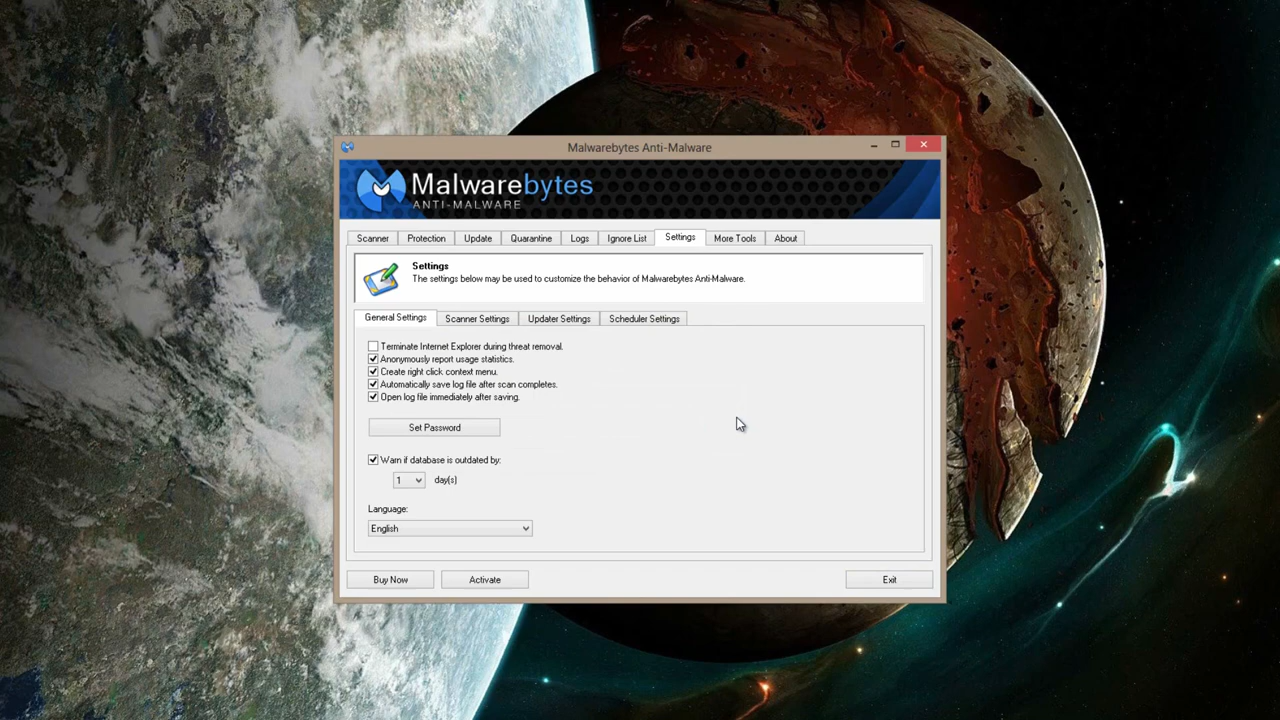 Malwarebytes Anti-Malware
Malwarebytes
ANTI-MALWARE
Scanner Protection Update Quarantine Logs Ignore List Settings More Tools About
Settings
The settings below may be used to customize the behavior of Malwarebytes Anti-Malware.
General Settings Scanner Settings Updater Settings Scheduler Settings
Terminate Internet Explorer during threat removal.
Anonymously report usage statistics.
Create right click context menu.
Automatically save log file after scan completes.
Open log file immediately after saving.
Set Password
Warn if database is outdated by:
1 day(s)
Language:
English
Buy Now Activate Exit